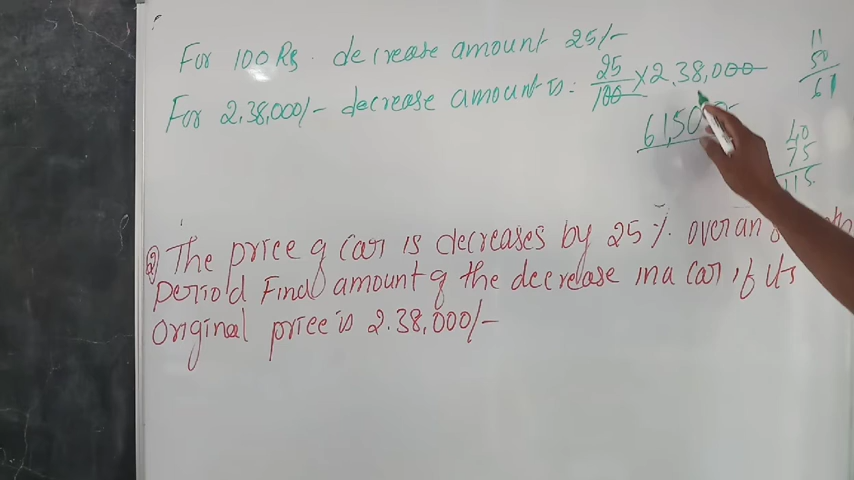 For 100 Rs. decrease amount 25/-
For 2,38,000/- decrease amount is: 25/100 × 2,38,000
61,50
11
50
61
40
75
115
Q) The price of car is decreases by 25 % over an
period Find amount of the decrease in a car if its
original price is 2.38,000/-